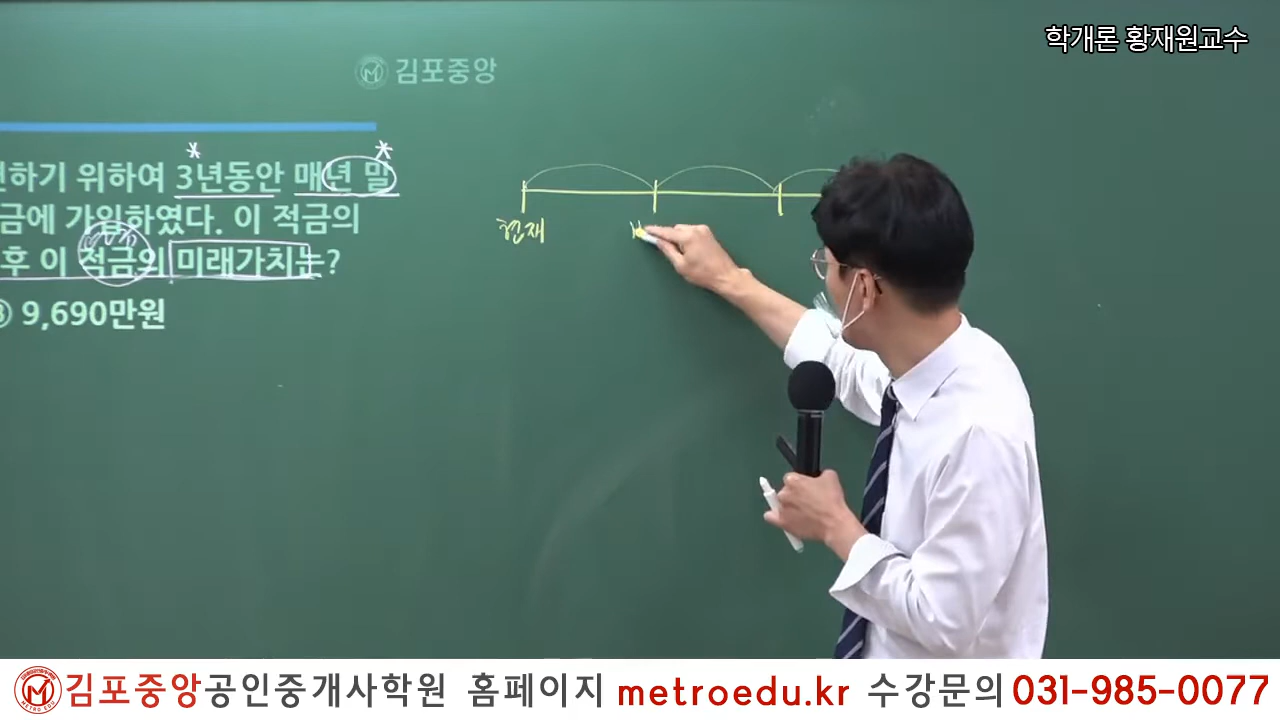 학개론 황재원교수
김포중앙
하기 위하여 3년동안 매년 말
금에 가입하였다. 이 적금의
후 이 적금의 미래가치는?
9,690만원
현재
김포중앙공인중개사학원 홈페이지 metroedu.kr 수강문의 031-985-0077